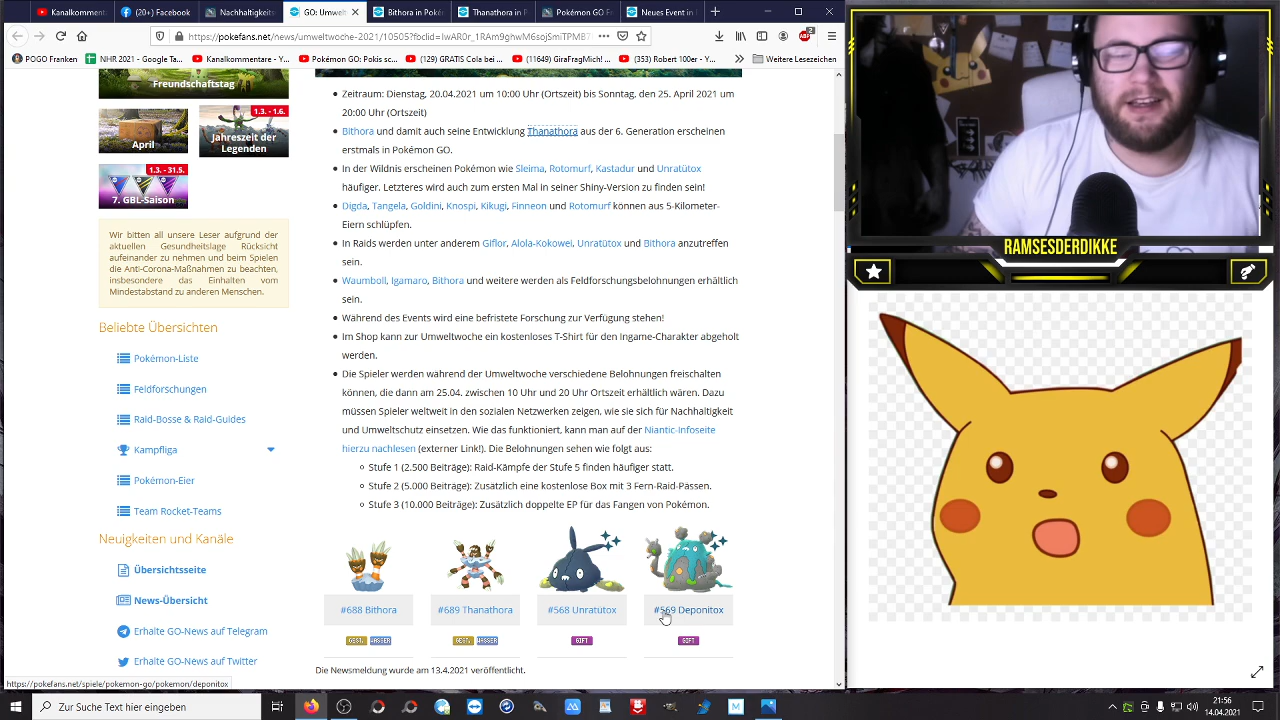 Kanalkommenta
(20+) Facebook
Nachhaltigkeits
GO: Umwelt
Bithora in Pok
Thanathora in P
Pokémon GO F
Neues Event in
https://pokefans.net/news/umweltwoche-2021/10505?fbclid=IwAR0r_1RAm9ghwM6sojSmiTPMB7
POGO Franken
NHR 2021 - Google Ta...
Kanalkommentare - Y...
Pokémon GO: Pokis sc...
(129) GRATIS Cola bei ...
(11649) GiraFragMich! ...
(353) Robert 100er - Y...
Weitere Lesezeichen
Freundschaftstag
April
1.3. - 1.6.
Jahreszeit der
Legenden
1.3. - 31.5.
7. GBL-Saison
Wir bitten all unsere Leser aufgrund der
aktuellen Gesundheitslage Rücksicht
aufeinander zu nehmen und beim Spielen
die Anti-Corona-Maßnahmen zu beachten,
insbesondere das Einhalten vom
Mindestabstand zu anderen Menschen.
Beliebte Übersichten
Pokémon-Liste
Feldforschungen
Raid-Bosse & Raid-Guides
Kampfliga
Pokémon-Eier
Team Rocket-Teams
Neuigkeiten und Kanäle
Übersichtsseite
News-Übersicht
Erhalte GO-News auf Telegram
Erhalte GO-News auf Twitter
Zeitraum: Dienstag, 20.04.2021 um 10:00 Uhr (Ortszeit) bis Sonntag, den 25. April 2021 um
20:00 Uhr (Ortszeit)
Bithora und damit auch seine Entwicklung Thanathora aus der 6. Generation erscheinen
erstmals in Pokémon GO.
In der Wildnis erscheinen Pokémon wie Sleima, Rotomurf, Kastadur und Unratütox
häufiger. Letzteres wird auch zum ersten Mal in seiner Shiny-Version zu finden sein!
Digda, Tangela, Goldini, Knospi, Kikugi, Finneon und Rotomurf können aus 5-Kilometer-
Eiern schlüpfen.
In Raids werden unter anderem Giflor, Alola-Kokowei, Unratütox und Bithora anzutreffen
sein.
Waumboll, Igamaro, Bithora und weitere werden als Feldforschungsbelohnungen erhältlich
sein.
Während des Events wird eine befristete Forschung zur Verfügung stehen!
Im Shop kann zur Umweltwoche ein kostenloses T-Shirt für den Ingame-Charakter abgeholt
werden.
Die Spieler werden während der Umweltwoche verschiedene Belohnungen freischalten
können, die dann am 25.04. zwischen 10 Uhr und 20 Uhr Ortszeit erhältlich wären. Dazu
müssen Spieler weltweit in den sozialen Netzwerken zeigen, wie sie sich für Nachhaltigkeit
und Umweltschutz einsetzen. Wie das funktioniert, kann man auf der Niantic-Infoseite
hierzu nachlesen (externer Link!). Die Belohnungen sehen wie folgt aus:
Stufe 1 (2.500 Beiträge): Raid-Kämpfe der Stufe 5 finden häufiger statt.
Stufe 2 (5.000 Beiträge): Zusätzlich eine kostenlose Box mit 3 Fern-Raid-Pässen.
Stufe 3 (10.000 Beiträge): Zusätzlich doppelte EP für das Fangen von Pokémon.
#688 Bithora
#689 Thanathora
#568 Unratütox
#569 Deponitox
GEST. WASSER
GEST. WASSER
GIFT
GIFT
Die Newsmeldung wurde am 13.4.2021 veröffentlicht.
https://pokefans.net/spiele/pokemon-go/pokemon/deponitox
RAMSESDERDIKKE
Zur Suche Text hier eingeben
21:56
14.04.2021